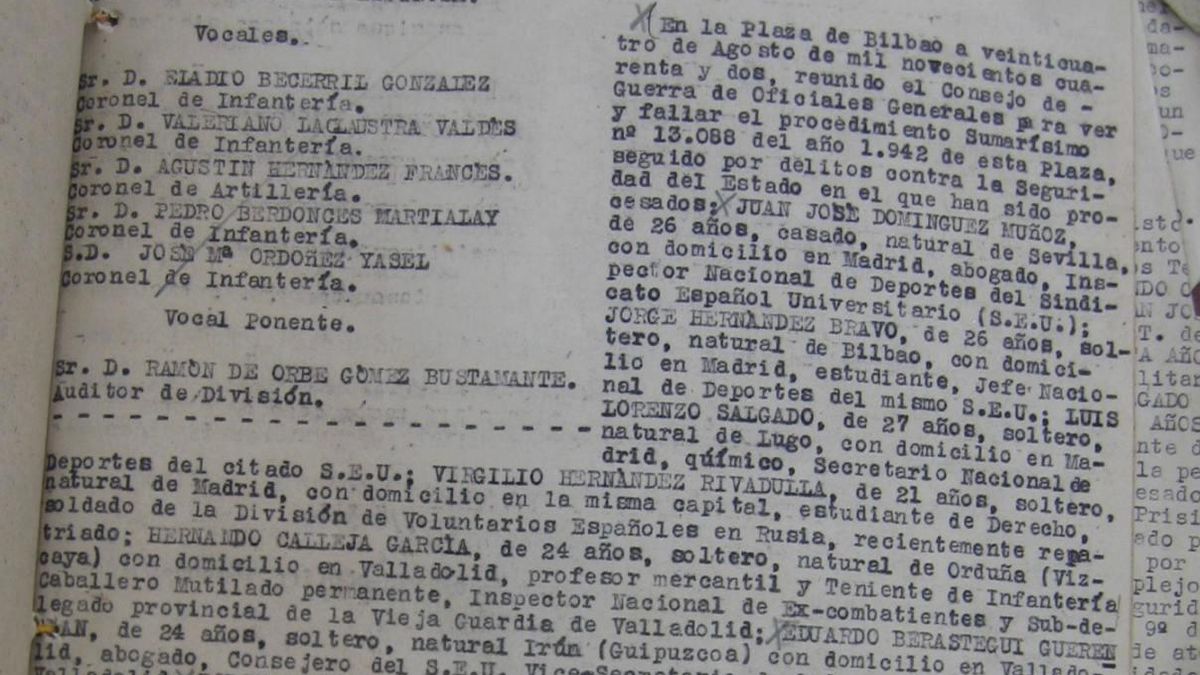 Vocales.
Sr. D. ELADIO BECERRIL GONZALEZ
Coronel de Infantería.
Sr. D. VALERIANO LACLAUSTRA VALDÈS
Coronel de Infantería.
Sr. D. AGUSTIN HERNÀNDEZ FRANCES.
Coronel de Artillería.
Sr. D. PEDRO BERDONCES MARTIALAY
Coronel de Infantería.
S.D. JOSE Mª ORDOÑEZ YASEL
Coronel de Infantería.
Vocal Ponente.
Sr. D. RAMÒN DE ORBE GÒMEZ BUSTAMANTE.
Auditor de División.
En la Plaza de Bilbao a veinticua-
tro de Agosto de mil novecientos cua-
renta y dos, reunido el Consejo de -
Guerra de Oficiales Generales para ver
y fallar el procedimiento Sumarísimo
nº 13.088 del año 1.942 de esta Plaza,
seguido por delitos contra la Seguri-
dad del Estado en el que han sido pro-
cesados; JUAN JOSÈ DOMINGUEZ MUÑOZ,
de 26 años, casado, natural de Sevilla,
con domicilio en Madrid, abogado, Ins-
pector Nacional de Deportes del Sindi-
cato Español Universitario (S.E.U.);
JORGE HERNÀNDEZ BRAVO, de 26 años, sol-
tero, natural de Bilbao, con domici-
lio en Madrid, estudiante, Jefe Nacio-
nal de Deportes del mismo S.E.U.; LUIS
LORENZO SALGADO, de 27 años, soltero,
natural de Lugo, con domicilio en Ma-
drid, químico, Secretario Nacional de
Deportes del citado S.E.U.; VIRGILIO HERNÀNDEZ RIVADULLA, de 21 años, soltero,
natural de Madrid, con domicilio en la misma capital, estudiante de Derecho,
soldado de la División de Voluntarios Españoles en Rusia, recientemente repa-
triado; HERNANDO CALLEJA GARCÌA, de 24 años, soltero, natural de Orduña (Viz-
caya) con domicilio en Valladolid, profesor mercantil y Teniente de Infantería
Caballero Mutilado permanente, Inspector Nacional de Ex-combatientes y Sub-de-
legado provincial de la Vieja Guardia de Valladolid; EDUARDO BERASTEGUI GUEREN
de 24 años, soltero, natural Irún (Guipuzcoa) con domicilio en Vallado-
lid, abogado, Consejero del S.E.U.